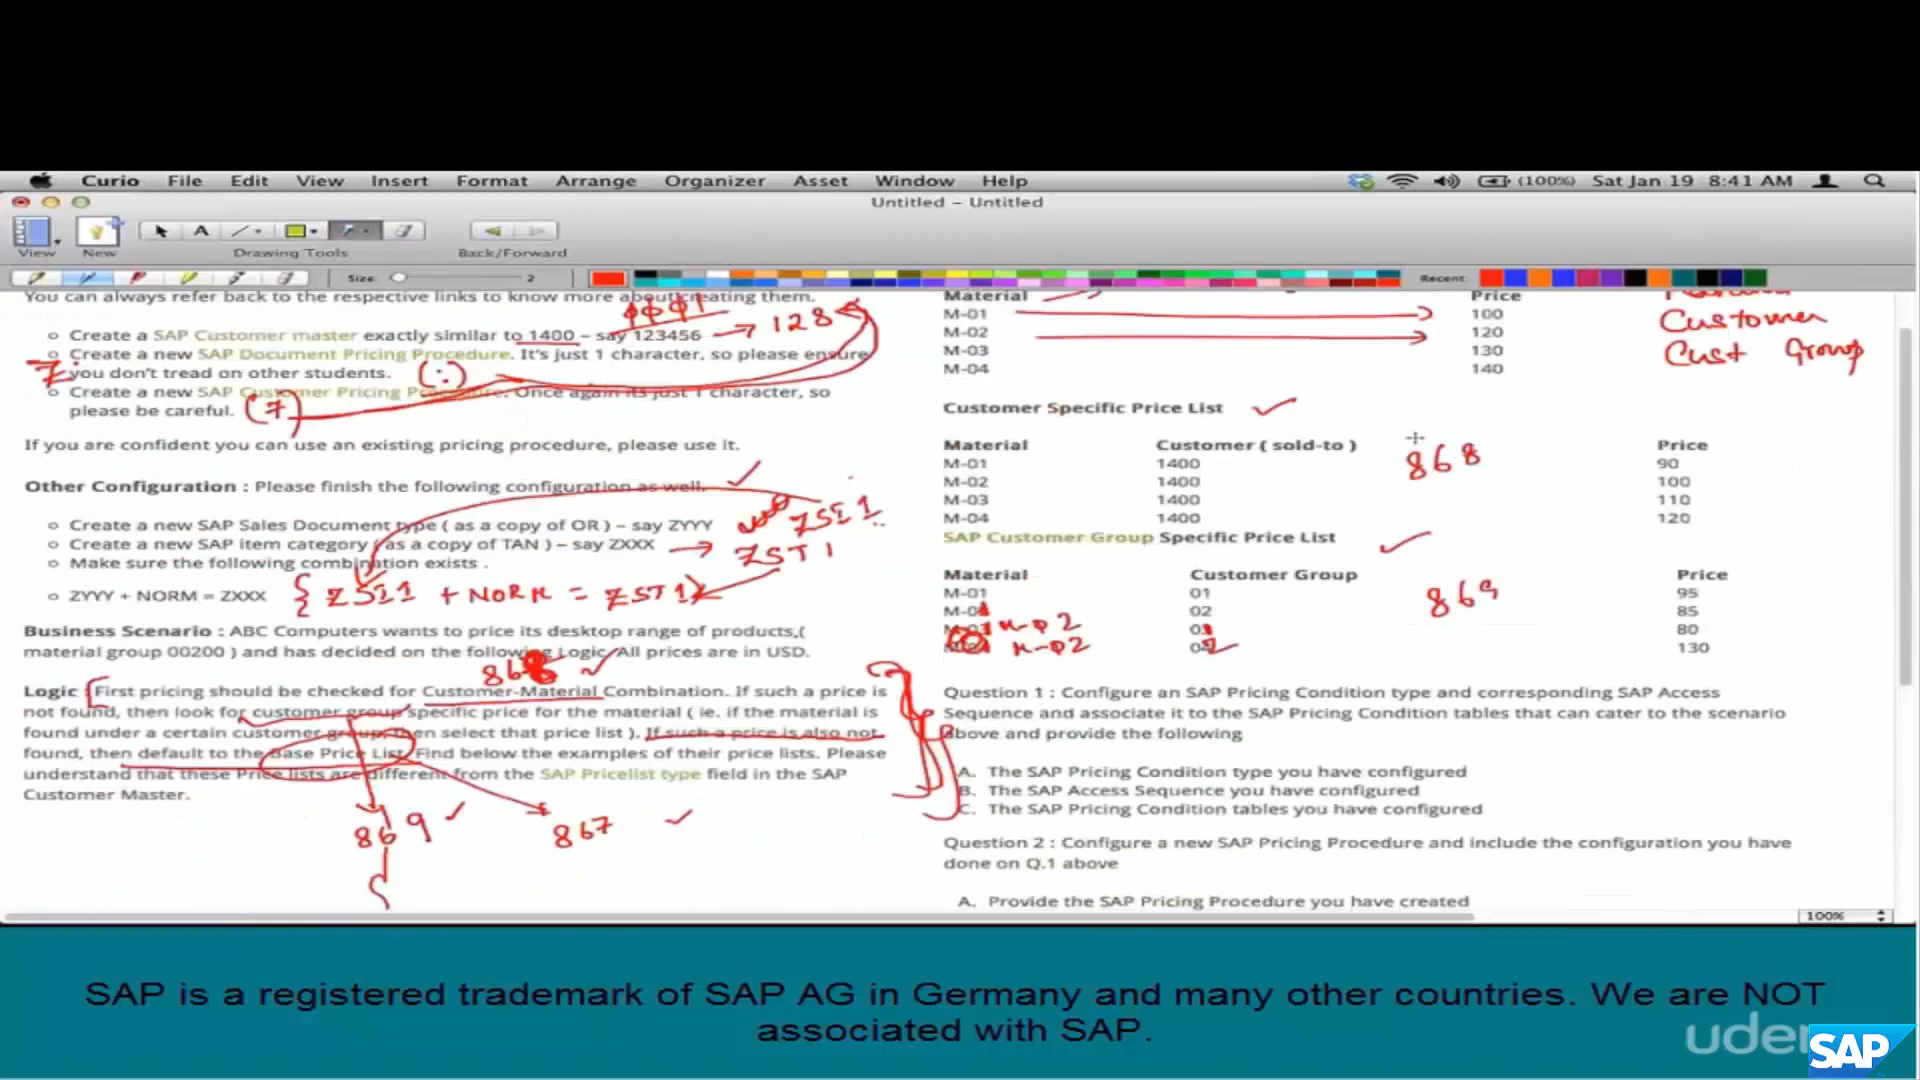 Curio File Edit View Insert Format Arrange Organizer Asset Window Help (100%) Sat Jan 19 8:41 AM
Untitled – Untitled
View New Drawing Tools Back/Forward
Size: 2 Recent:
You can always refer back to the respective links to know more about creating them.
Create a SAP Customer master exactly similar to 1400 – say 123456 → 128
Create a new SAP Document Pricing Procedure. It's just 1 character, so please ensure
you don't tread on other students.
Create a new SAP Customer Pricing Procedure. Once again its just 1 character, so
please be careful. (7)
If you are confident you can use an existing pricing procedure, please use it.
Other Configuration : Please finish the following configuration as well.
Create a new SAP Sales Document type ( as a copy of OR ) – say ZYYY
Create a new SAP item category ( as a copy of TAN ) – say ZXXX → ZST1
Make sure the following combination exists .
ZYYY + NORM = ZXXX + NORM = ZST1
Business Scenario : ABC Computers wants to price its desktop range of products,(
material group 00200 ) and has decided on the following Logic. All prices are in USD.
Logic : First pricing should be checked for Customer-Material Combination. If such a price is
not found, then look for customer group specific price for the material ( ie. if the material is
found under a certain customer group, then select that price list ). If such a price is also not
found, then default to the Base Price List. Find below the examples of their price lists. Please
understand that these Price lists are different from the SAP Pricelist type field in the SAP
Customer Master.
869 867
Material Price
M-01 100 Customer
M-02 120
M-03 130 Cust Group
M-04 140
Customer Specific Price List
Material Customer ( sold-to ) Price
868
M-01 1400 90
M-02 1400 100
M-03 1400 110
M-04 1400 120
SAP Customer Group Specific Price List
Material Customer Group Price
M-01 01 869 95
02 85
M-02 80
M-02 130
Question 1 : Configure an SAP Pricing Condition type and corresponding SAP Access
Sequence and associate it to the SAP Pricing Condition tables that can cater to the scenario
above and provide the following
A. The SAP Pricing Condition type you have configured
B. The SAP Access Sequence you have configured
C. The SAP Pricing Condition tables you have configured
Question 2 : Configure a new SAP Pricing Procedure and include the configuration you have
done on Q.1 above
A. Provide the SAP Pricing Procedure you have created
100%
SAP is a registered trademark of SAP AG in Germany and many other countries. We are NOT
associated with SAP.
SAP